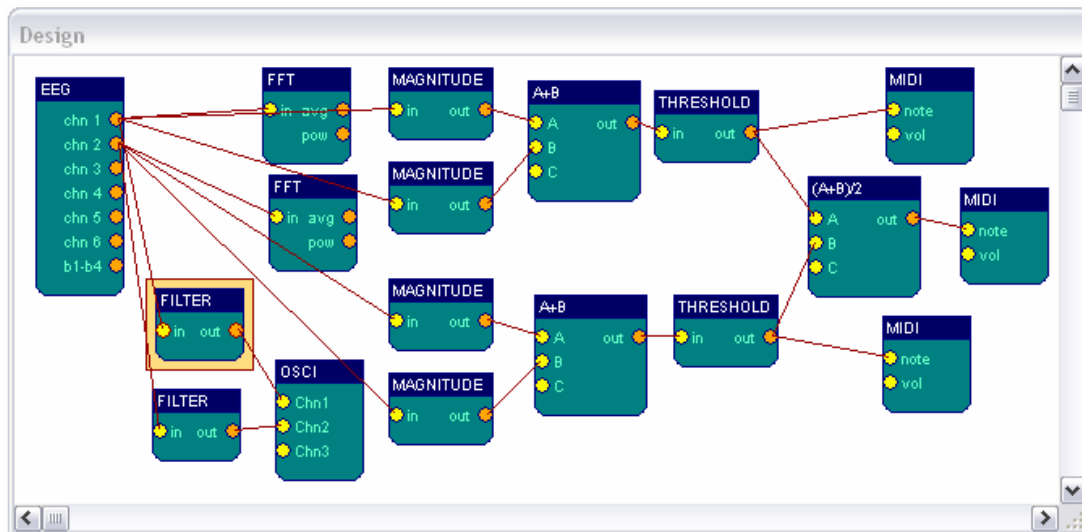 Design
EEG
chn 1
chn 2
chn 3
chn 4
chn 5
chn 6
b1-b4
FFT
in avg
pow
FFT
in avg
pow
FILTER
in out
FILTER
in out
OSCI
Chn1
Chn2
Chn3
MAGNITUDE
in out
MAGNITUDE
in out
MAGNITUDE
in out
MAGNITUDE
in out
A+B
A out
B
C
A+B
A out
B
C
THRESHOLD
in out
THRESHOLD
in out
MIDI
note
vol
(A+B)/2
A out
B
C
MIDI
note
vol
MIDI
note
vol